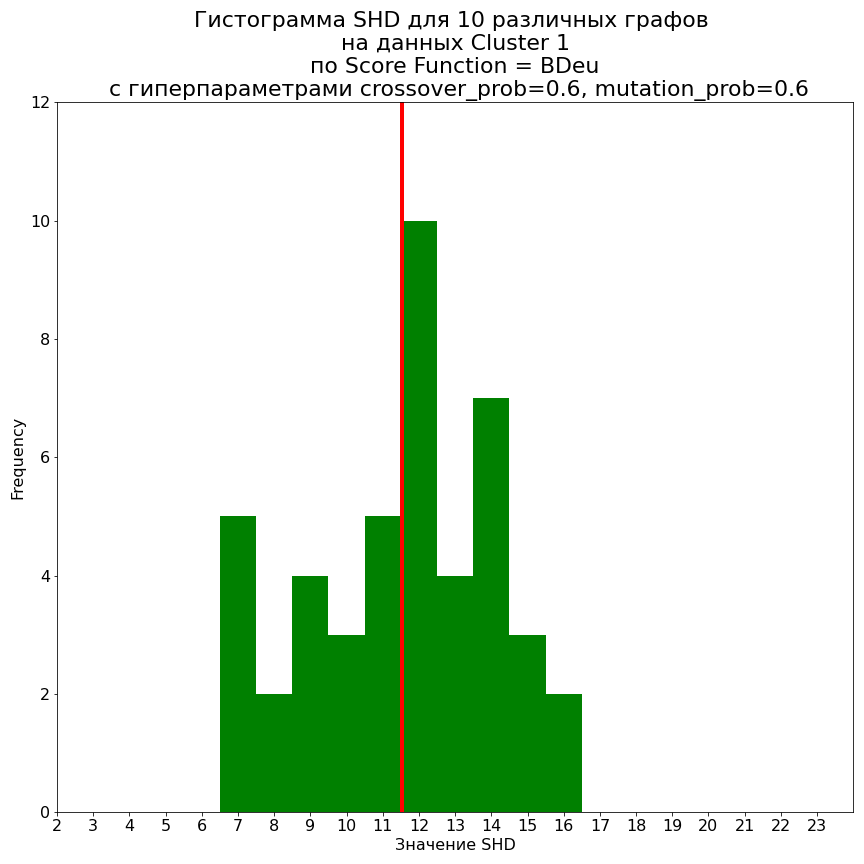 Гистограмма SHD для 10 различных графов
на данных Cluster 1
по Score Function = BDeu
с гиперпараметрами crossover_prob=0.6, mutation_prob=0.6
12
10
8
6
4
2
0
Frequency
2 3 4 5 6 7 8 9 10 11 12 13 14 15 16 17 18 19 20 21 22 23
Значение SHD